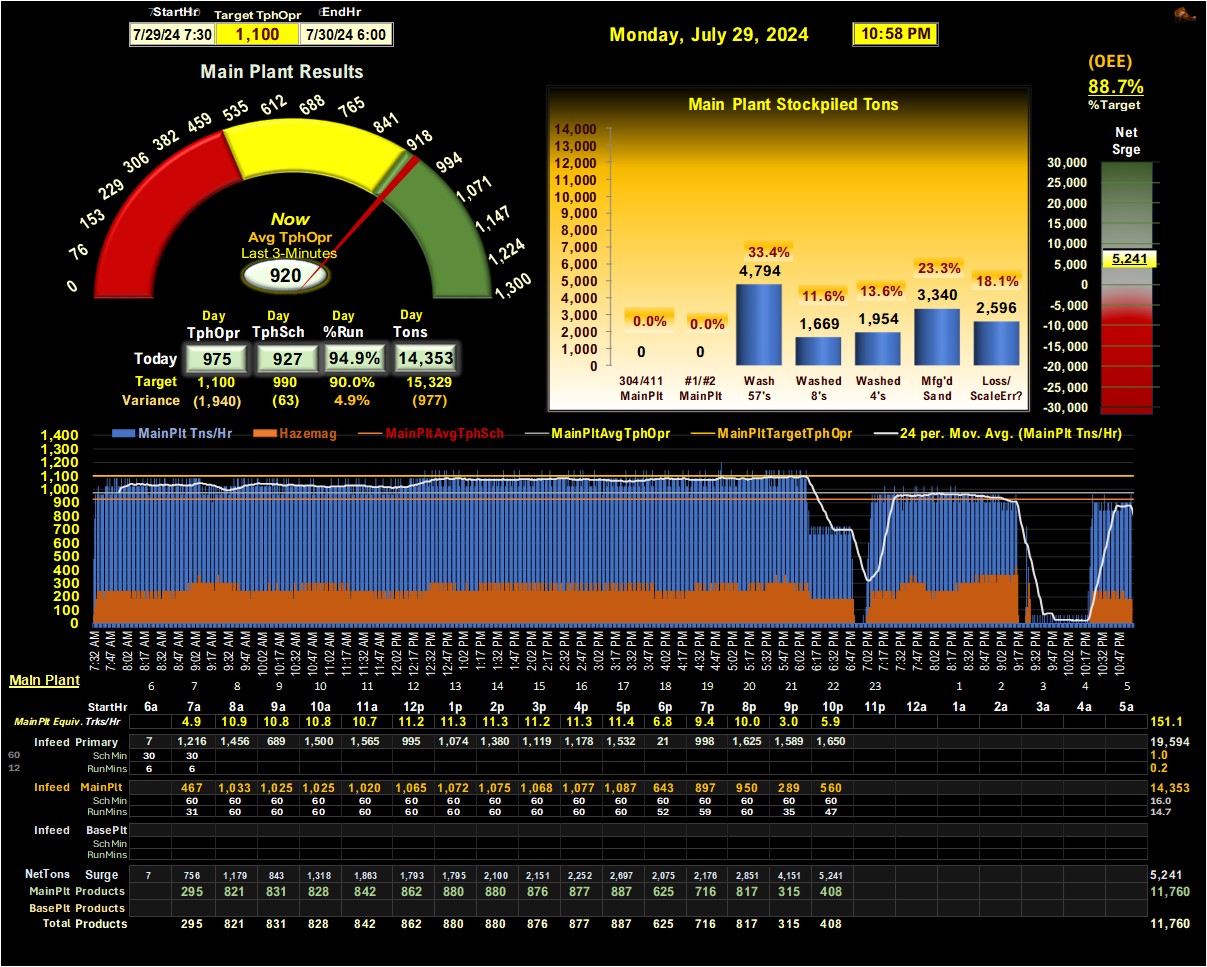 StartHr Target TphOpr EndHr
7/29/24 7:30 1,100 7/30/24 6:00
Monday, July 29, 2024 10:58 PM
(OEE)
88.7%
%Target
Main Plant Results
0 76 153 229 306 382 459 535 612 688 765 841 918 994 1,071 1,147 1,224 1,300
Now
Avg TphOpr
Last 3-Minutes
920
Day Day Day Day
TphOpr TphSch %Run Tons
Today 975 927 94.9% 14,353
Target 1,100 990 90.0% 15,329
Variance (1,940) (63) 4.9% (977)
Main Plant Stockpiled Tons
14,000
13,000
12,000
11,000
10,000
9,000
8,000
7,000
6,000
5,000
4,000
3,000
2,000
1,000
0
0.0% 0.0% 33.4% 11.6% 13.6% 23.3% 18.1%
0 0 4,794 1,669 1,954 3,340 2,596
304/411 #1/#2 Wash Washed Washed Mfg'd Loss/
MainPlt MainPlt 57's 8's 4's Sand ScaleErr?
Net
Srge
30,000
25,000
20,000
15,000
10,000
5,000
0
-5,000
-10,000
-15,000
-20,000
-25,000
-30,000
5,241
MainPlt Tns/Hr Hazemag MainPltAvgTphSch MainPltAvgTphOpr MainPltTargetTphOpr 24 per. Mov. Avg. (MainPlt Tns/Hr)
1,400
1,300
1,200
1,100
1,000
900
800
700
600
500
400
300
200
100
0
7:32 AM 7:47 AM 8:02 AM 8:17 AM 8:32 AM 8:47 AM 9:02 AM 9:17 AM 9:32 AM 9:47 AM 10:02 AM 10:17 AM 10:32 AM 10:47 AM 11:02 AM 11:17 AM 11:32 AM 11:47 AM 12:02 PM 12:17 PM 12:32 PM 12:47 PM 1:02 PM 1:17 PM 1:32 PM 1:47 PM 2:02 PM 2:17 PM 2:32 PM 2:47 PM 3:02 PM 3:17 PM 3:32 PM 3:47 PM 4:02 PM 4:17 PM 4:32 PM 4:47 PM 5:02 PM 5:17 PM 5:32 PM 5:47 PM 6:02 PM 6:17 PM 6:32 PM 6:47 PM 7:02 PM 7:17 PM 7:32 PM 7:47 PM 8:02 PM 8:17 PM 8:32 PM 8:47 PM 9:02 PM 9:17 PM 9:32 PM 9:47 PM 10:02 PM 10:17 PM 10:32 PM 10:47 PM
Main Plant
6 7 8 9 10 11 12 13 14 15 16 17 18 19 20 21 22 23 1 2 3 4 5
StartHr 6a 7a 8a 9a 10a 11a 12p 1p 2p 3p 4p 5p 6p 7p 8p 9p 10p 11p 12a 1a 2a 3a 4a 5a
MainPlt Equiv. Trks/Hr 4.9 10.9 10.8 10.8 10.7 11.2 11.3 11.3 11.2 11.3 11.4 6.8 9.4 10.0 3.0 5.9 151.1
Infeed Primary 7 1,216 1,456 689 1,500 1,565 995 1,074 1,380 1,119 1,178 1,532 21 998 1,625 1,589 1,650 19,594
60 Sch Min 30 30 1.0
12 RunMins 6 6 0.2
Infeed MainPlt 467 1,033 1,025 1,025 1,020 1,065 1,072 1,075 1,068 1,077 1,087 643 897 950 289 560 14,353
Sch Min 60 60 60 60 60 60 60 60 60 60 60 60 60 60 60 60 16.0
RunMins 31 60 60 60 60 60 60 60 60 60 60 52 59 60 35 47 14.7
Infeed BasePlt
Sch Min
RunMins
NetTons Surge 7 756 1,179 843 1,318 1,863 1,793 1,795 2,100 2,151 2,252 2,697 2,075 2,176 2,851 4,151 5,241 5,241
MainPlt Products 295 821 831 828 842 862 880 880 876 877 887 625 716 817 315 408 11,760
BasePlt Products
Total Products 295 821 831 828 842 862 880 880 876 877 887 625 716 817 315 408 11,760